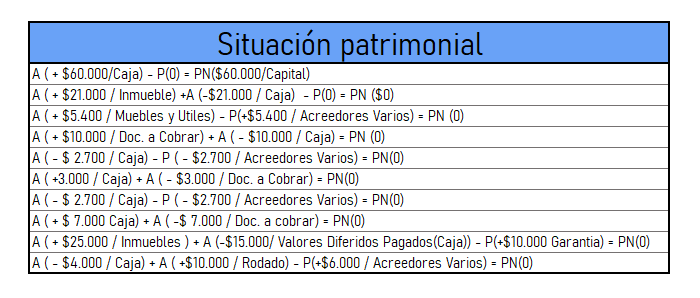 Situación patrimonial
A ( + $60.000/Caja) - P(0) = PN($60.000/Capital)
A ( + $21.000 / Inmueble) +A (-$21.000 / Caja) - P(0) = PN ($0)
A ( + $5.400 / Muebles y Utiles) - P(+$5.400 / Acreedores Varios) = PN (0)
A ( + $10.000 / Doc. a Cobrar) + A ( - $10.000 / Caja) = PN (0)
A ( - $ 2.700 / Caja) - P ( - $2.700 / Acreedores Varios) = PN(0)
A ( +3.000 / Caja) + A ( - $3.000 / Doc. a Cobrar) = PN(0)
A ( - $ 2.700 / Caja) - P ( - $2.700 / Acreedores Varios) = PN(0)
A ( + $ 7.000 Caja) + A ( -$ 7.000 / Doc. a cobrar) = PN(0)
A ( + $25.000 / Inmuebles ) + A (-$15.000/ Valores Diferidos Pagados(Caja)) - P(+$10.000 Garantia) = PN(0)
A ( - $4.000 / Caja) + A ( +$10.000 / Rodado) - P(+$6.000 / Acreedores Varios) = PN(0)